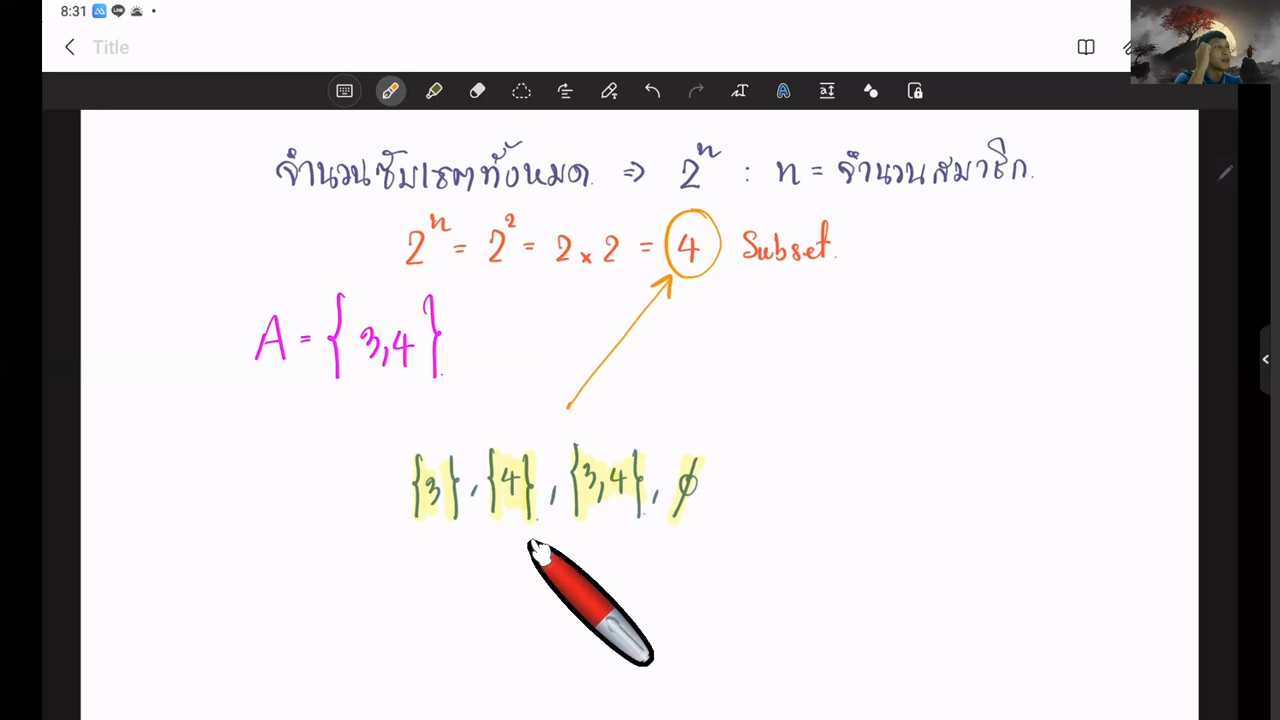 8:31
Title
จำนวนซับเซตทั้งหมด. ⇒ 2ⁿ : n = จำนวนสมาชิก.
2ⁿ = 2² = 2 × 2 = 4 Subset.
A = { 3,4 }
{3} , {4} , {3,4} , ∅